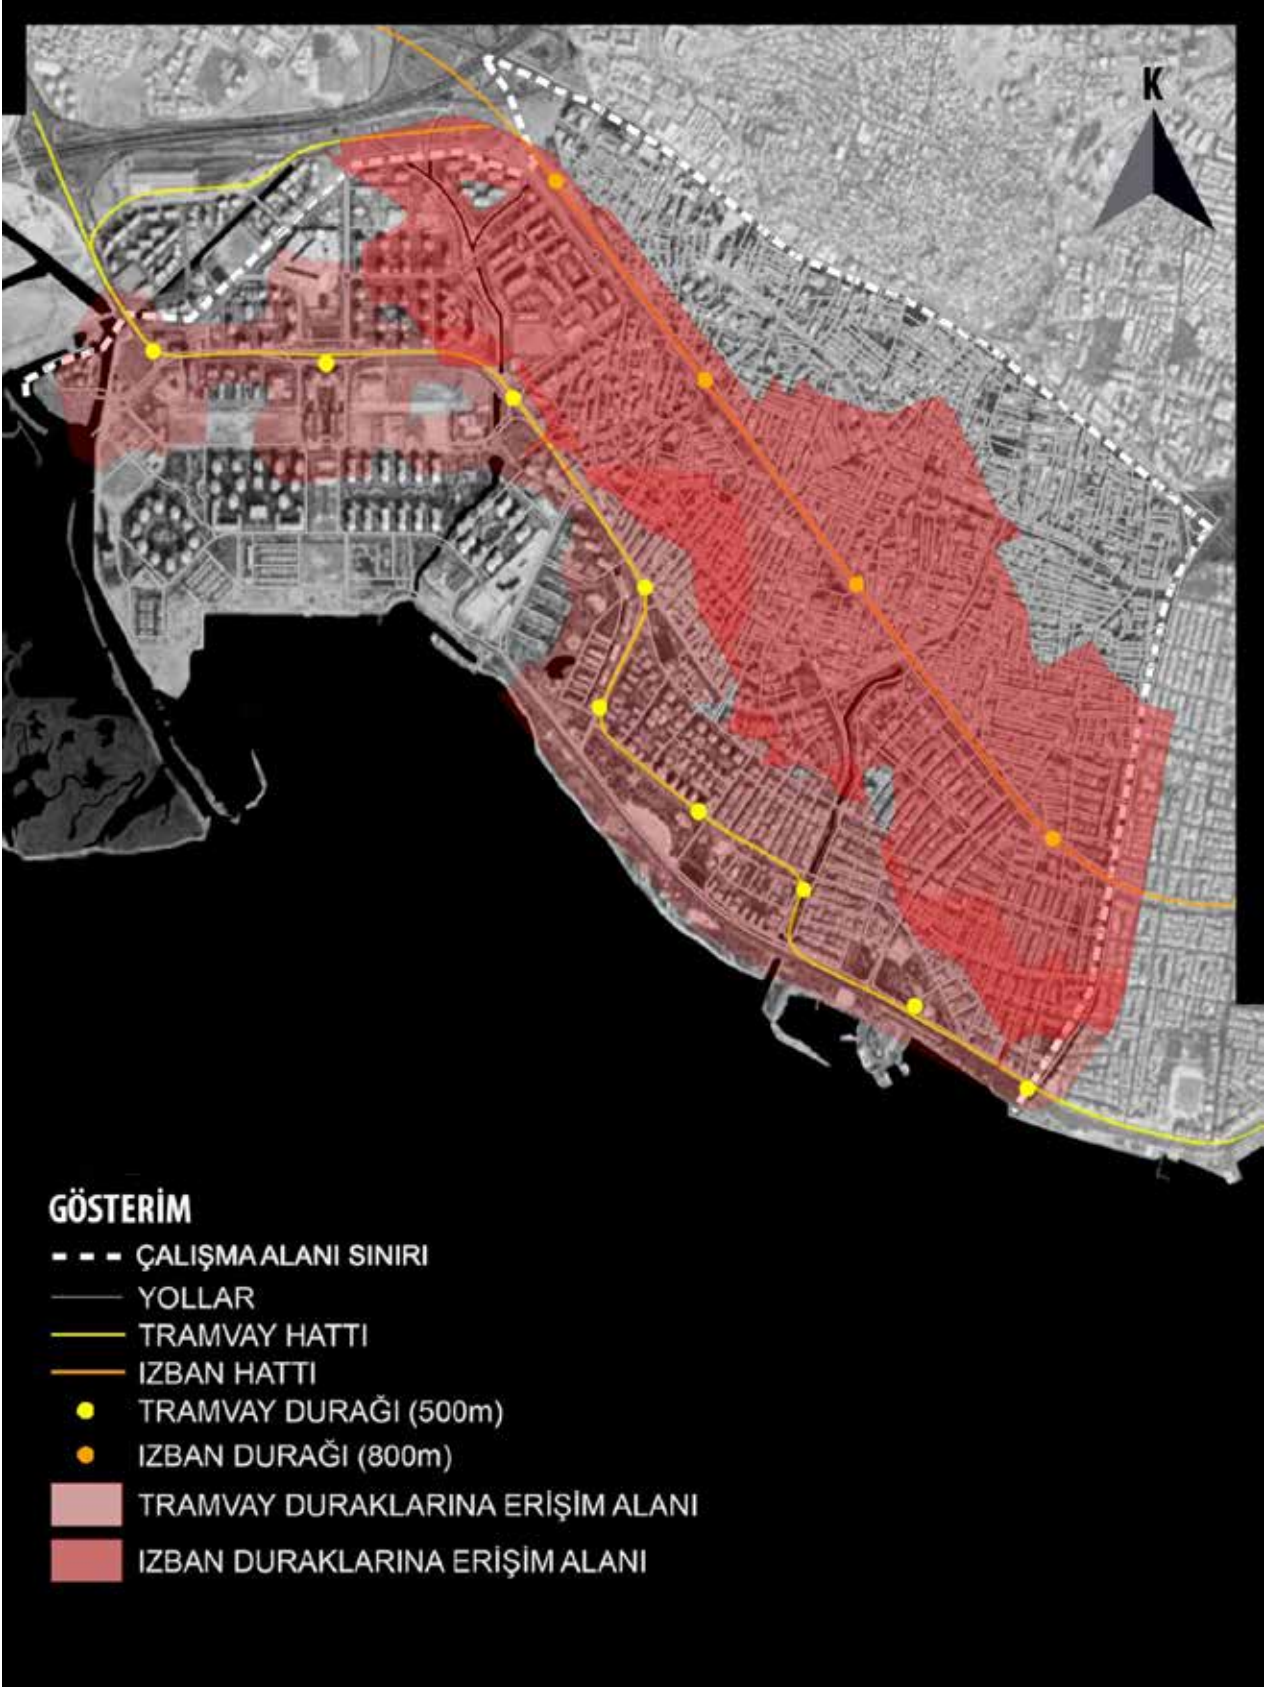 K
GÖSTERİM
ÇALIŞMA ALANI SINIRI
YOLLAR
TRAMVAY HATTI
IZBAN HATTI
TRAMVAY DURAĞI (500m)
IZBAN DURAĞI (800m)
TRAMVAY DURAKLARINA ERİŞİM ALANI
IZBAN DURAKLARINA ERİŞİM ALANI